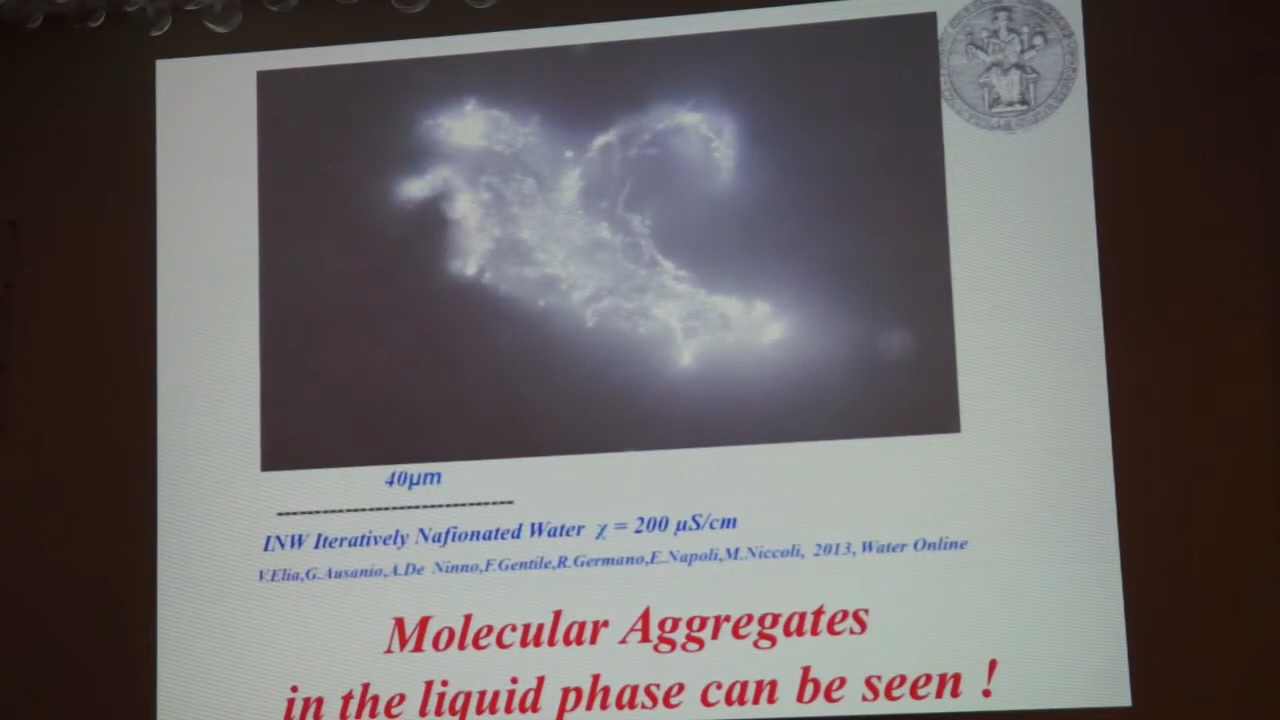 40μm
INW Iteratively Nafionated Water χ = 200 μS/cm
V.Elia,G.Ausanio,A.De Ninno,F.Gentile,R.Germano,E.Napoli,M.Niccoli, 2013, Water Online
Molecular Aggregates
in the liquid phase can be seen !